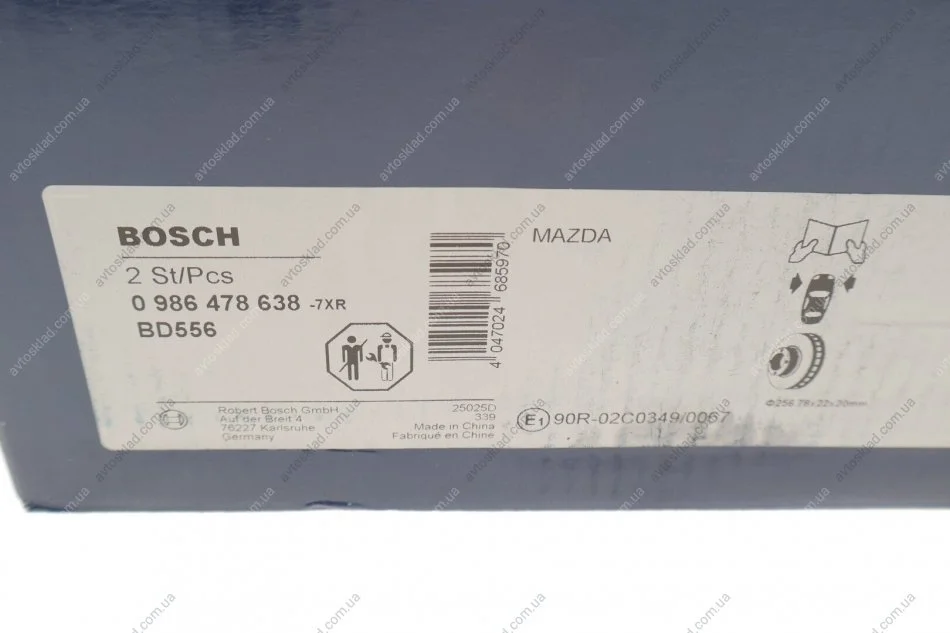 BOSCH
2 St/Pcs
0 986 478 638 -7XR
BD556
Robert Bosch GmbH
Auf der Breit 4
76227 Karlsruhe
Germany
25025D
339
Made in China
Fabriqué en Chine
4 047024 685970
MAZDA
E1 90R-02C0349/0067
Φ256.78x22x20mm
avtosklad.com.ua